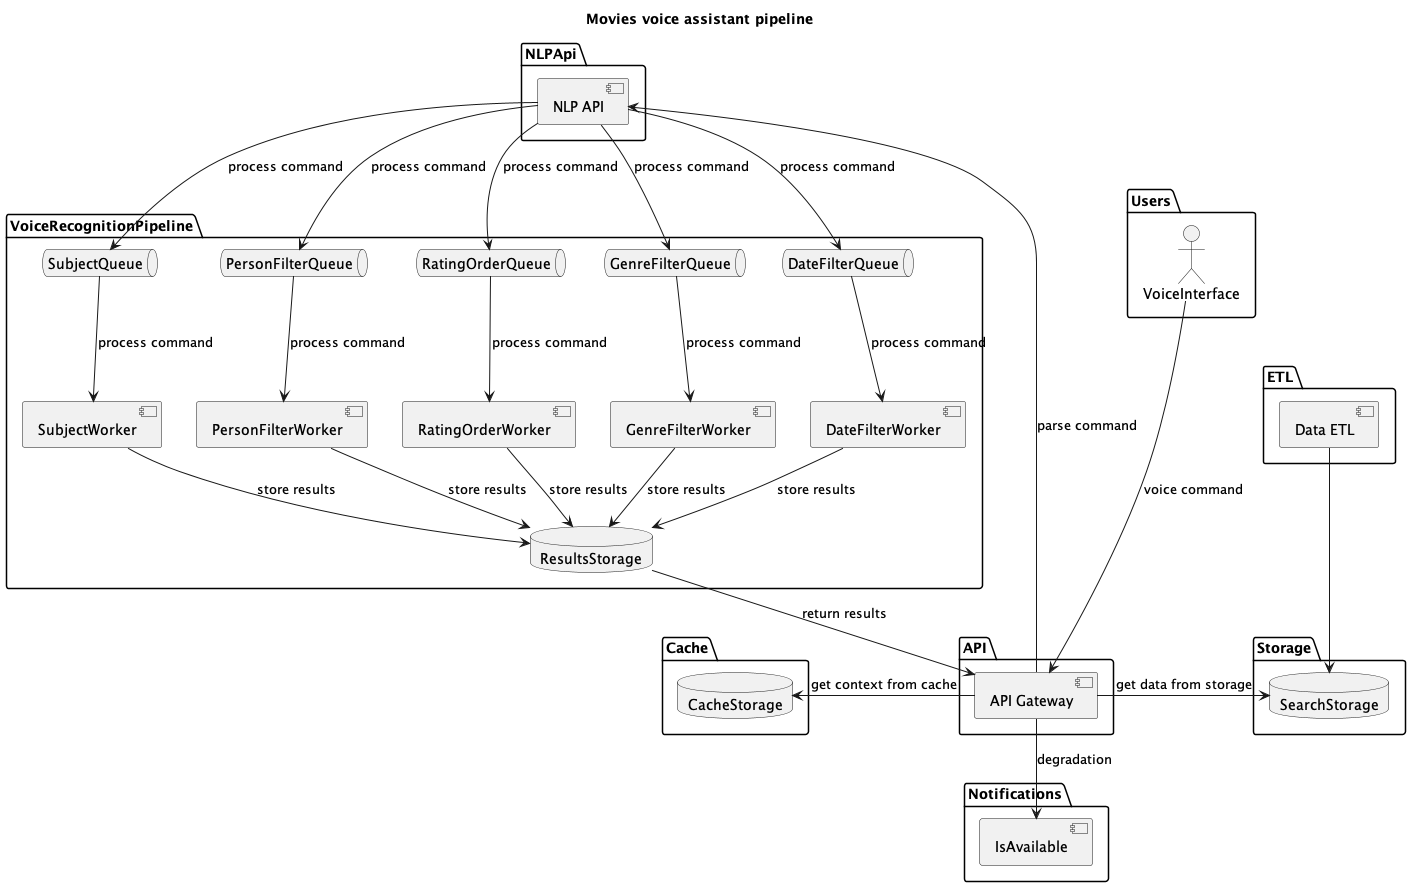 Movies voice assistant pipeline
NLPApi
NLP API
process command
process command
process command
process command
process command
Users
VoiceInterface
VoiceRecognitionPipeline
SubjectQueue
PersonFilterQueue
RatingOrderQueue
GenreFilterQueue
DateFilterQueue
process command
process command
process command
process command
process command
ETL
Data ETL
SubjectWorker
PersonFilterWorker
RatingOrderWorker
GenreFilterWorker
DateFilterWorker
parse command
voice command
store results
store results
store results
store results
store results
ResultsStorage
return results
Cache
CacheStorage
get context from cache
API
API Gateway
get data from storage
Storage
SearchStorage
degradation
Notifications
IsAvailable